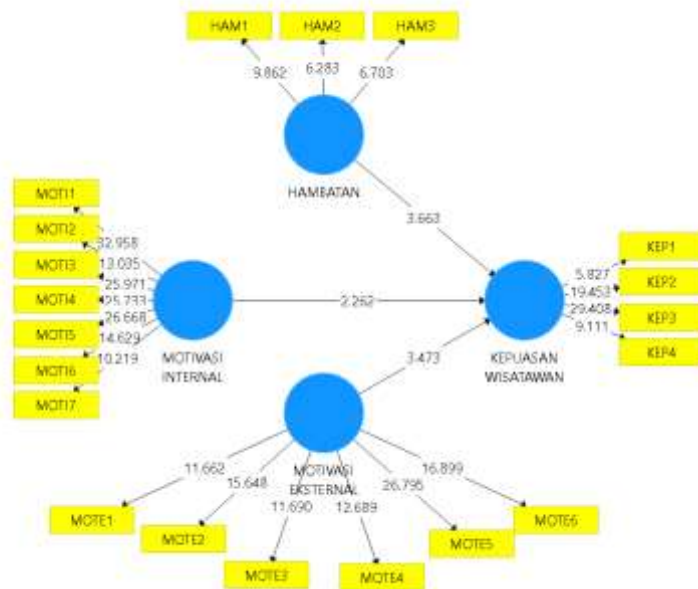 HAM1
HAM2
HAM3
9.862
6.283
6.703
HAMBATAN
3.663
MOTI1
MOTI2
MOTI3
MOTI4
MOTI5
MOTI6
MOTI7
32.958
13.035
25.971
25.733
26.668
14.629
10.219
MOTIVASI
INTERNAL
2.262
KEP1
KEP2
KEP3
KEP4
5.827
19.453
29.408
9.111
KEPUASAN
WISATAWAN
3.473
MOTIVASI
EKSTERNAL
11.662
15.648
11.690
12.689
26.795
16.899
MOTE1
MOTE2
MOTE3
MOTE4
MOTE5
MOTE6